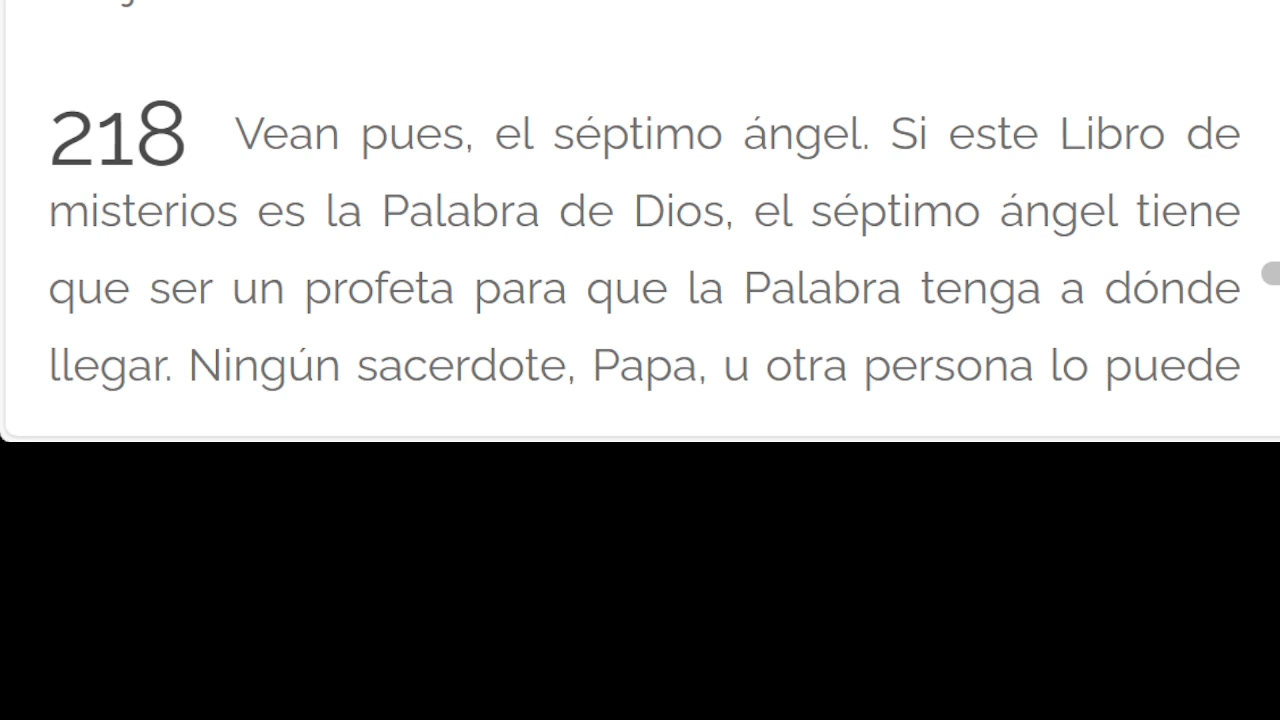 218 Vean pues, el séptimo ángel. Si este Libro de
misterios es la Palabra de Dios, el séptimo ángel tiene
que ser un profeta para que la Palabra tenga a dónde
llegar. Ningún sacerdote, Papa, u otra persona lo puede